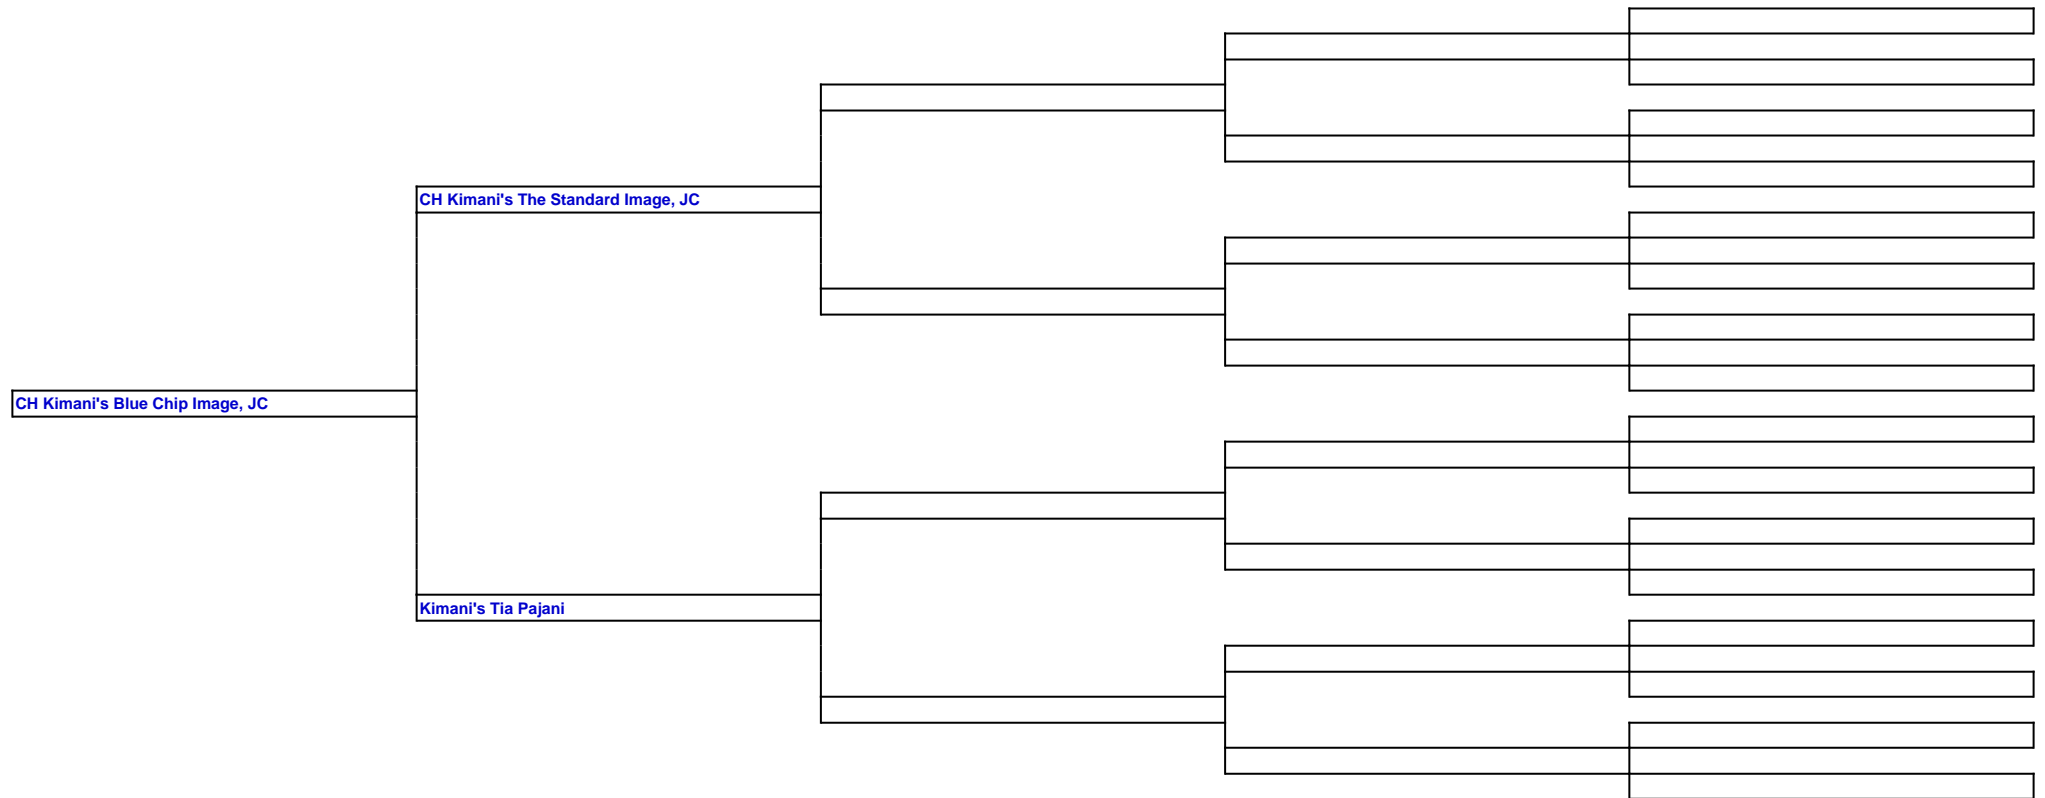 CH Kimani's The Standard Image, JC
CH Kimani's Blue Chip Image, JC
Kimani's Tia Pajani